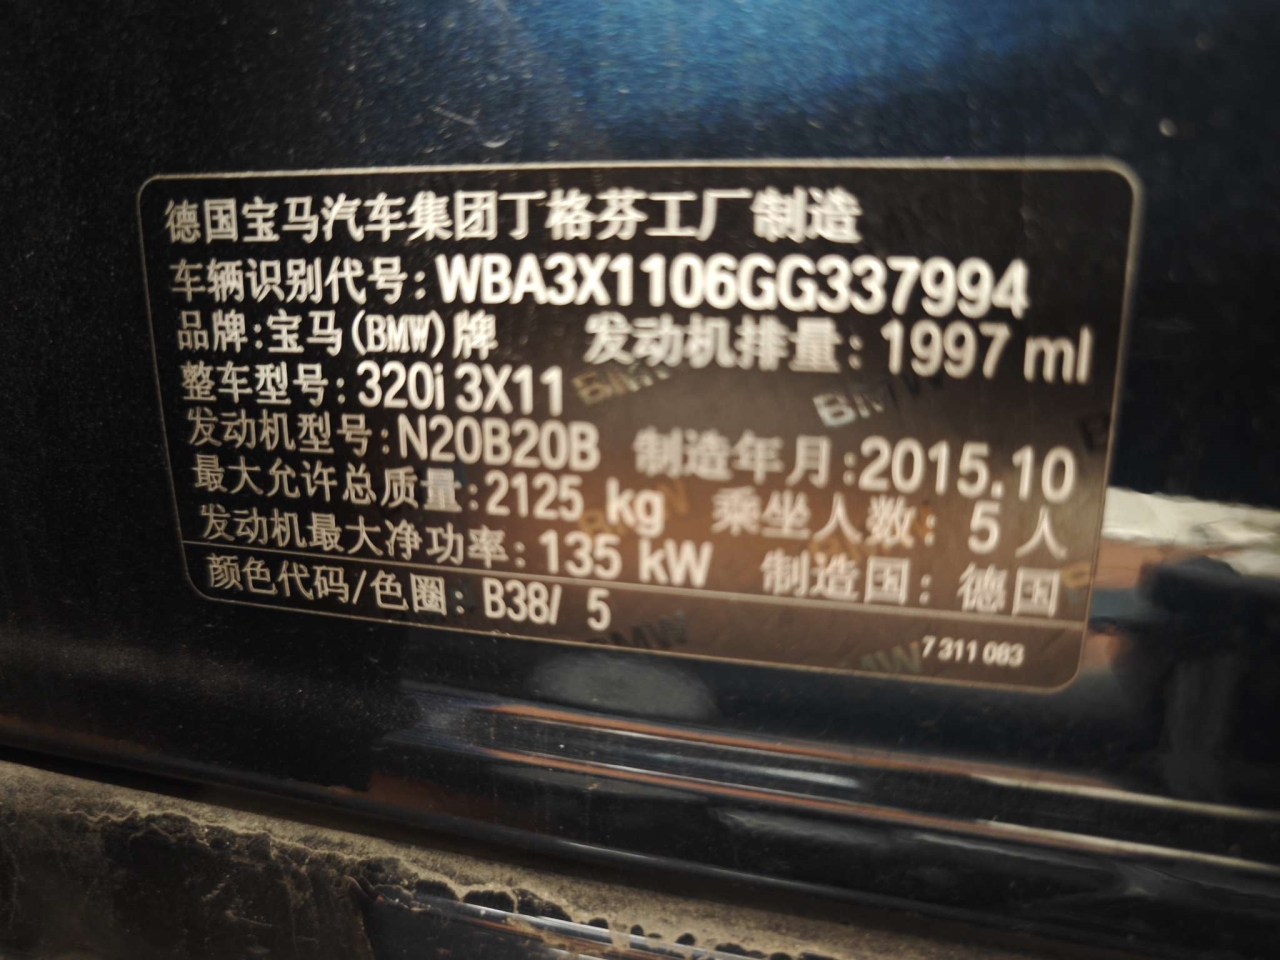 德国宝马汽车集团丁格芬工厂制造
车辆识别代号:WBA3X1106GG337994
品牌:宝马(BMW)牌 发动机排量: 1997 ml
整车型号:320i 3X11
发动机型号:N20B20B 制造年月:2015.10
最大允许总质量:2125 kg 乘坐人数: 5 人
发动机最大净功率: 135 kW 制造国: 德国
颜色代码/色圈: B38/ 5
7 311 083